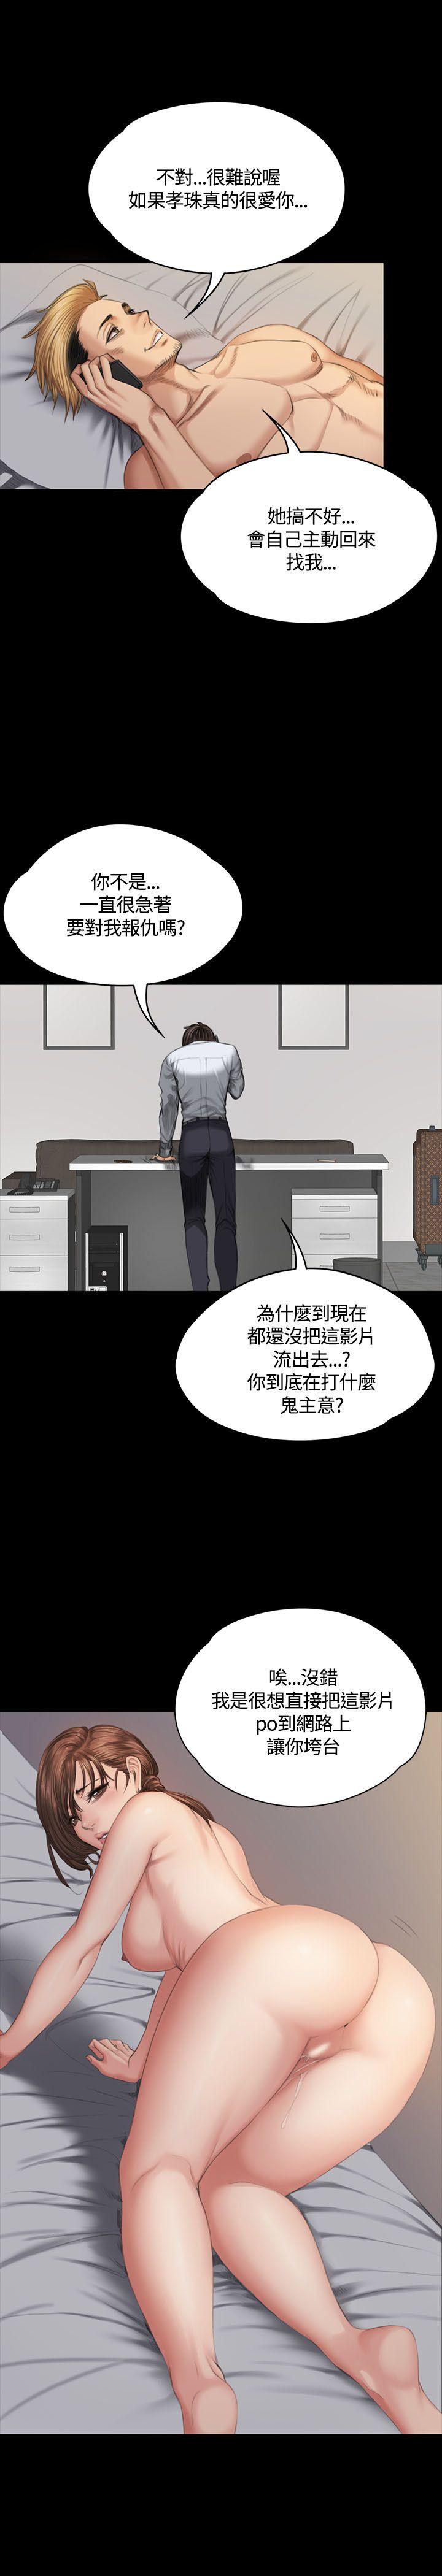 不對...很難說喔
如果孝珠真的很愛你...
她搞不好...
會自己主動回來
找我...
你不是...
一直很急著
要對我報仇嗎?
為什麼到現在
都還沒把這影片
流出去...?
你到底在打什麼
鬼主意?
唉...沒錯
我是很想直接把這影片
po到網路上
讓你垮台